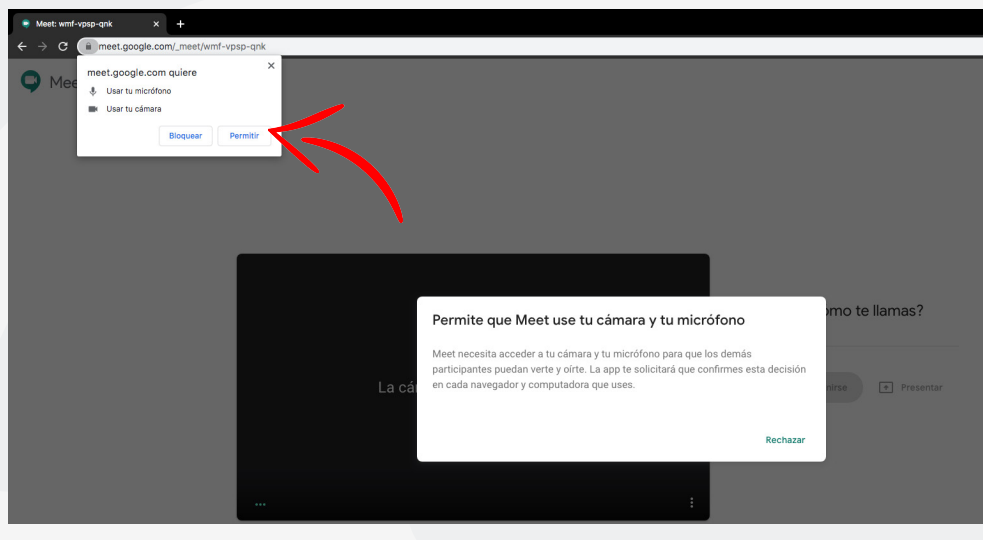 Meet: wmf-vpsp-qnk
meet.google.com/_meet/wmf-vpsp-qnk
Mee
meet.google.com quiere
Usar tu micrófono
Usar tu cámara
Bloquear
Permitir
Permite que Meet use tu cámara y tu micrófono
Meet necesita acceder a tu cámara y tu micrófono para que los demás
participantes puedan verte y oírte. La app te solicitará que confirmes esta decisión
en cada navegador y computadora que uses.
Rechazar
La cá
omo te llamas?
nirse
Presentar